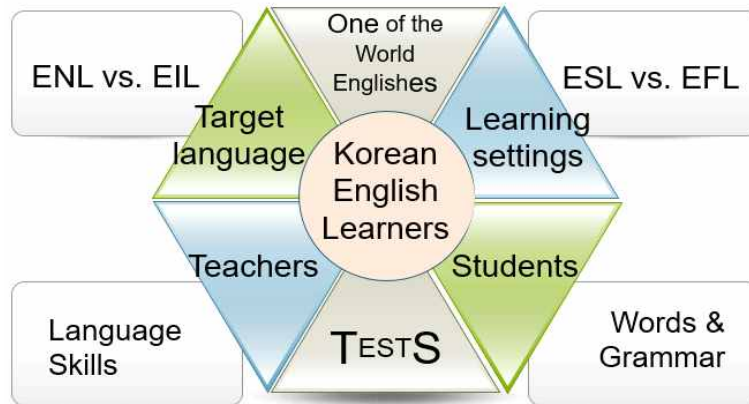 One of the
World
Englishes
ENL vs. EIL
ESL vs. EFL
Target
language
Learning
settings
Korean
English
Learners
Teachers
Students
Language
Skills
TESTS
Words &
Grammar